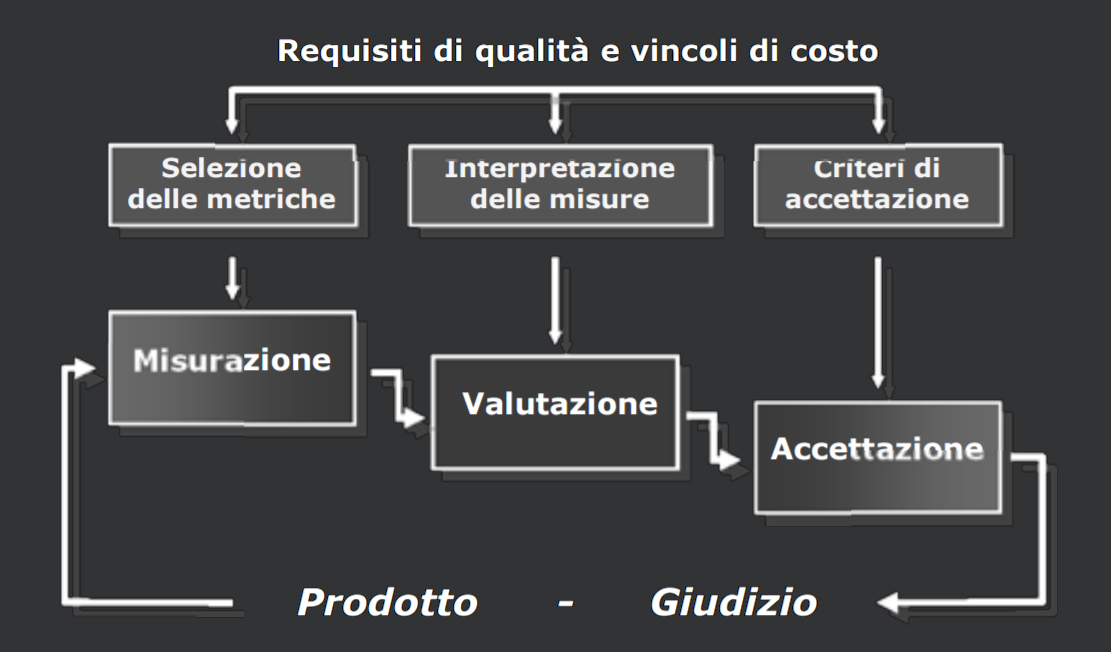 Requisiti di qualità e vincoli di costo
Selezione
delle metriche
Interpretazione
delle misure
Criteri di
accettazione
Misurazione
Valutazione
Accettazione
Prodotto - Giudizio